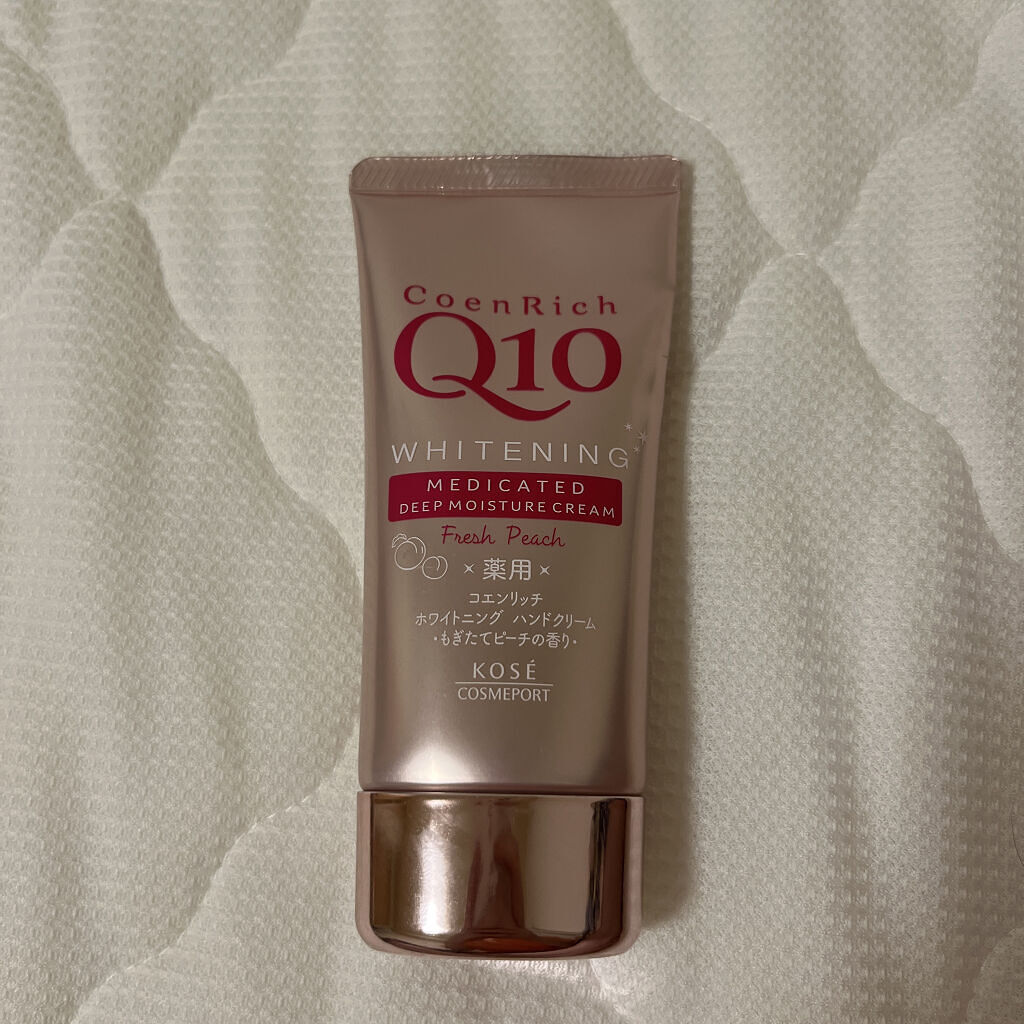 CoenRich
Q10
WHITENING
MEDICATED
DEEP MOISTURE CREAM
Fresh Peach
薬用
コエンリッチ
ホワイトニング ハンドクリーム
・もぎたてピーチの香り・
KOSÉ
COSMEPORT